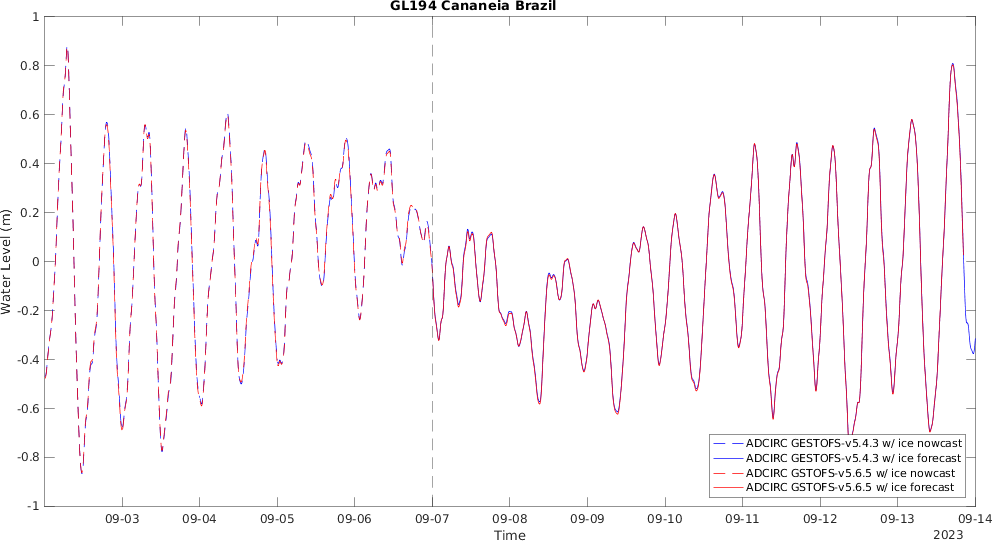 GL194 Cananeia Brazil
1
0.8
0.6
0.4
0.2
0
-0.2
-0.4
-0.6
-0.8
-1
Water Level (m)
ADCIRC GESTOFS-v5.4.3 w/ ice nowcast
ADCIRC GESTOFS-v5.4.3 w/ ice forecast
ADCIRC GSTOFS-v5.6.5 w/ ice nowcast
ADCIRC GSTOFS-v5.6.5 w/ ice forecast
09-03 09-04 09-05 09-06 09-07 09-08 09-09 09-10 09-11 09-12 09-13 09-14
Time
2023